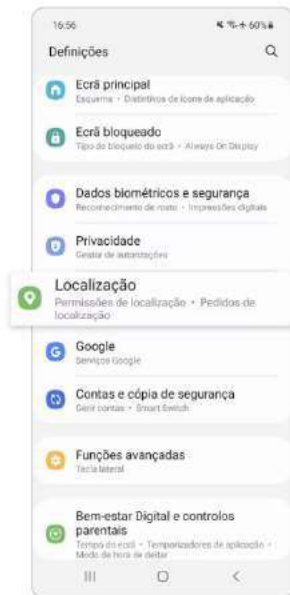 16:56
60%
Definições
Ecrã principal
Esquema • Distintivos de ícone de aplicação
Ecrã bloqueado
Tipo de bloqueio do ecrã • Always On Display
Dados biométricos e segurança
Reconhecimento de rosto • Impressões digitais
Privacidade
Gestor de autorizações
Localização
Permissões de localização • Pedidos de
localização
Google
Serviços Google
Contas e cópia de segurança
Gerir contas • Smart Switch
Funções avançadas
Tecla lateral
Bem-estar Digital e controlos
parentais
Tempo do ecrã • Temporizadores de aplicação •
Modo de hora de deitar